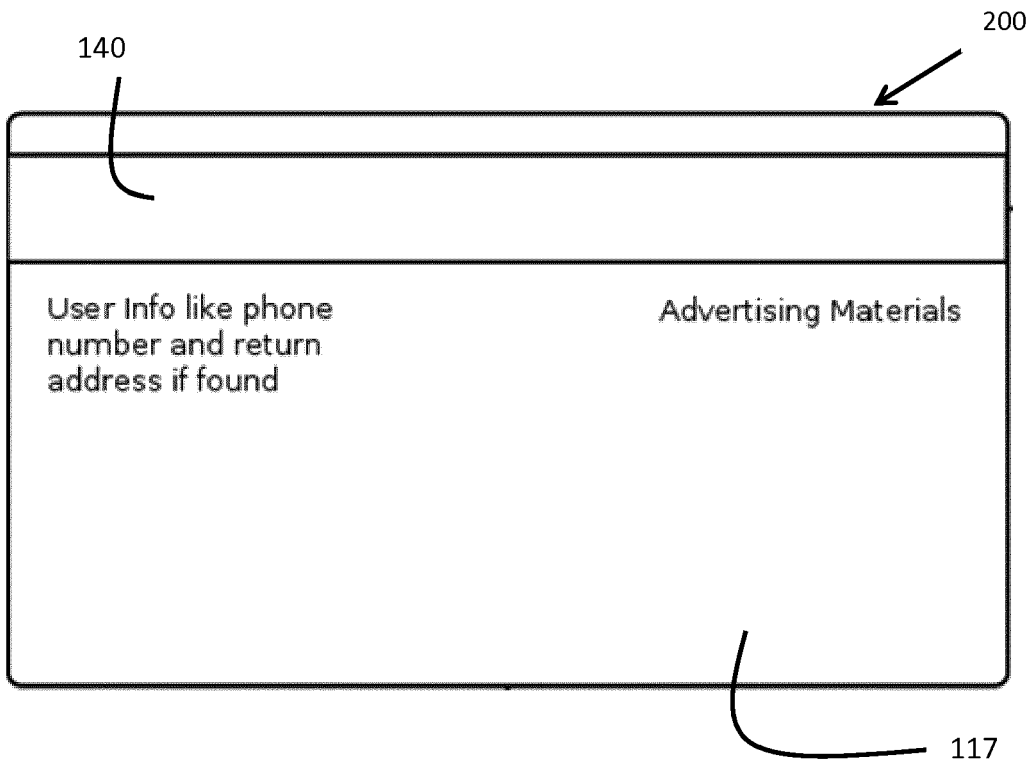 200
140
User Info like phone
number and return
address if found
Advertising Materials
117